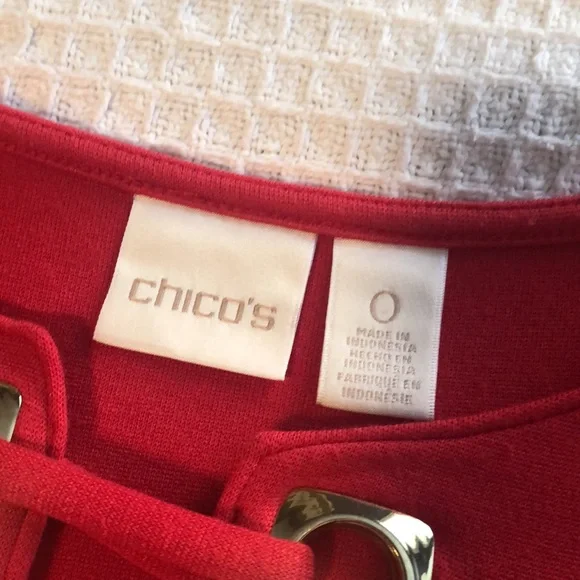 chico's
0
MADE IN
INDONESIA
HECHO EN
INDONESIA
FABRIQUÉ EN
INDONÉSIE